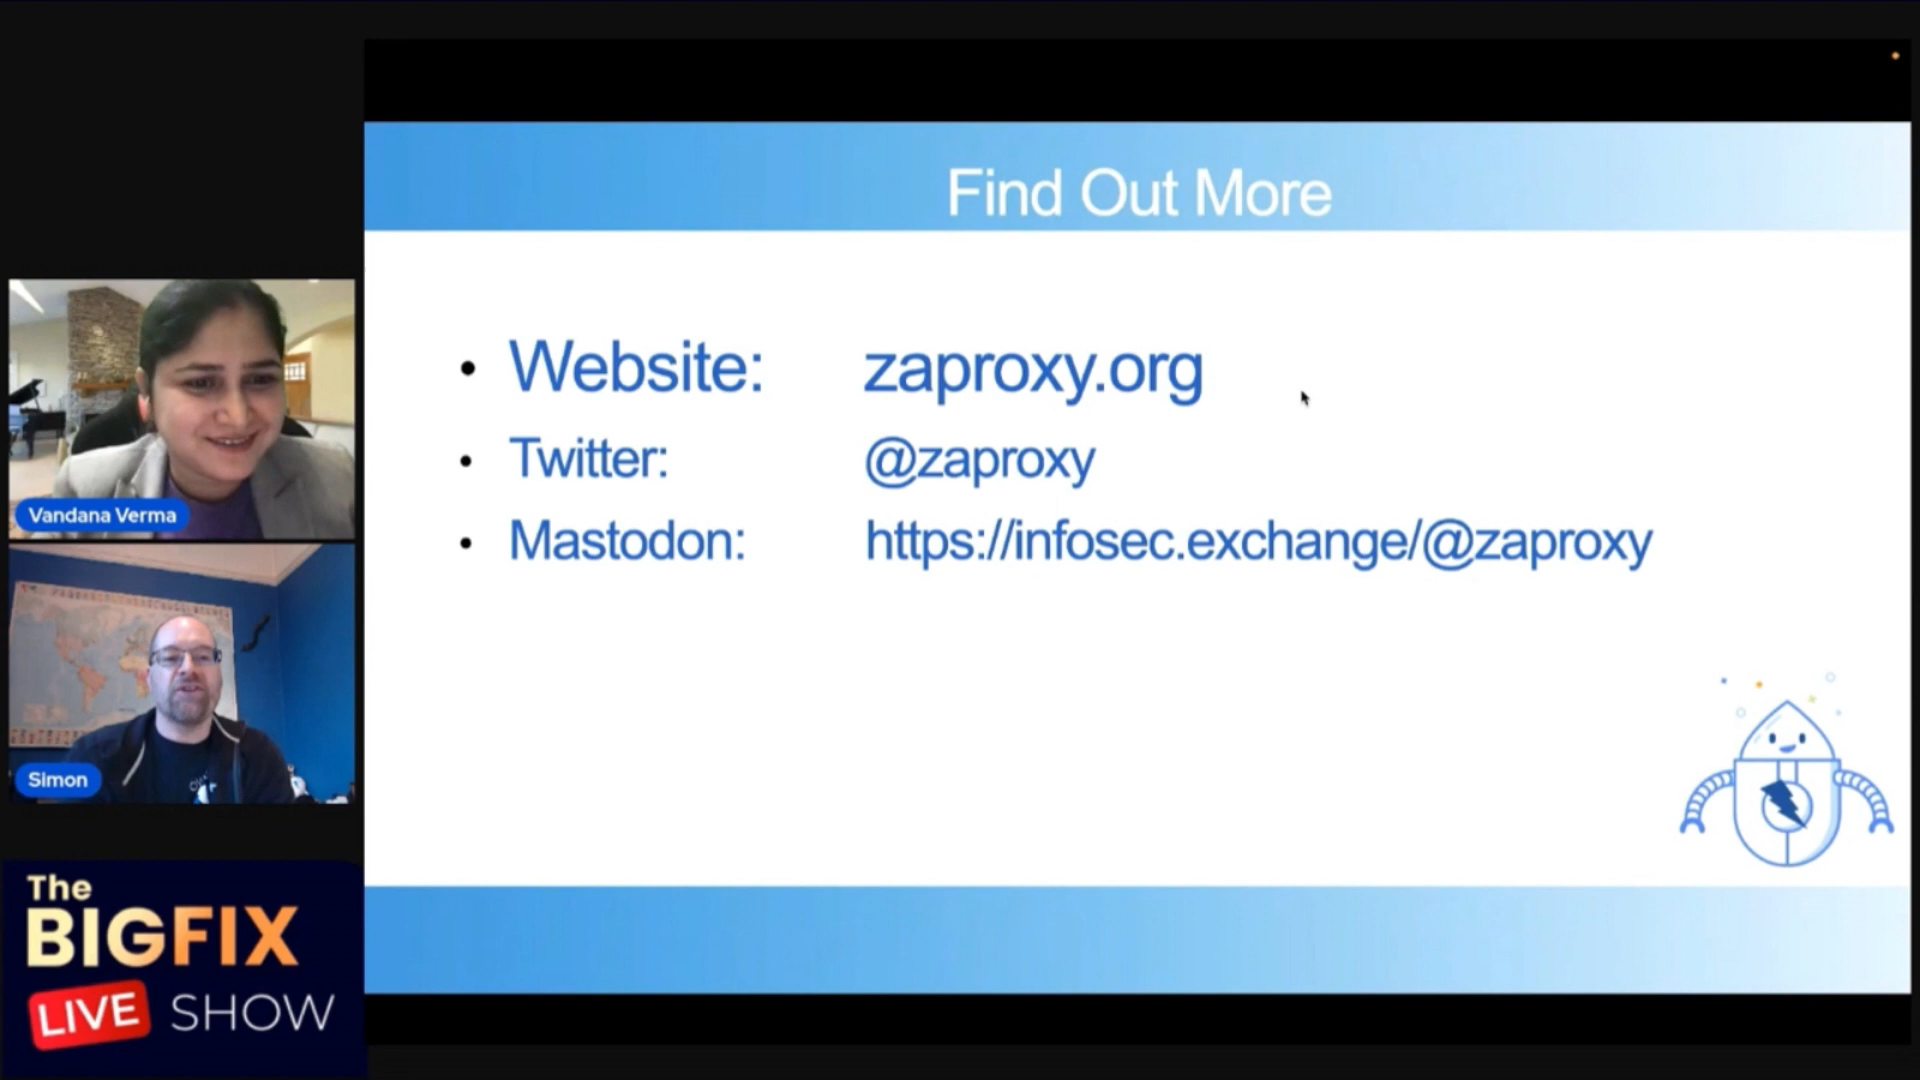 Find Out More
• Website: zaproxy.org
• Twitter: @zaproxy
• Mastodon: https://infosec.exchange/@zaproxy
Vandana Verma
Simon
The
BIGFIX
LIVE SHOW